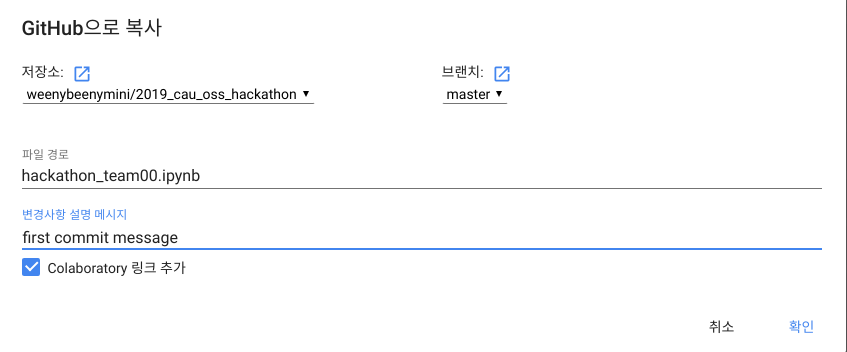 GitHub으로 복사
저장소:
브랜치:
weenybeenymini/2019_cau_oss_hackathon
master
파일 경로
hackathon_team00.ipynb
변경사항 설명 메시지
first commit message
Colaboratory 링크 추가
취소
확인